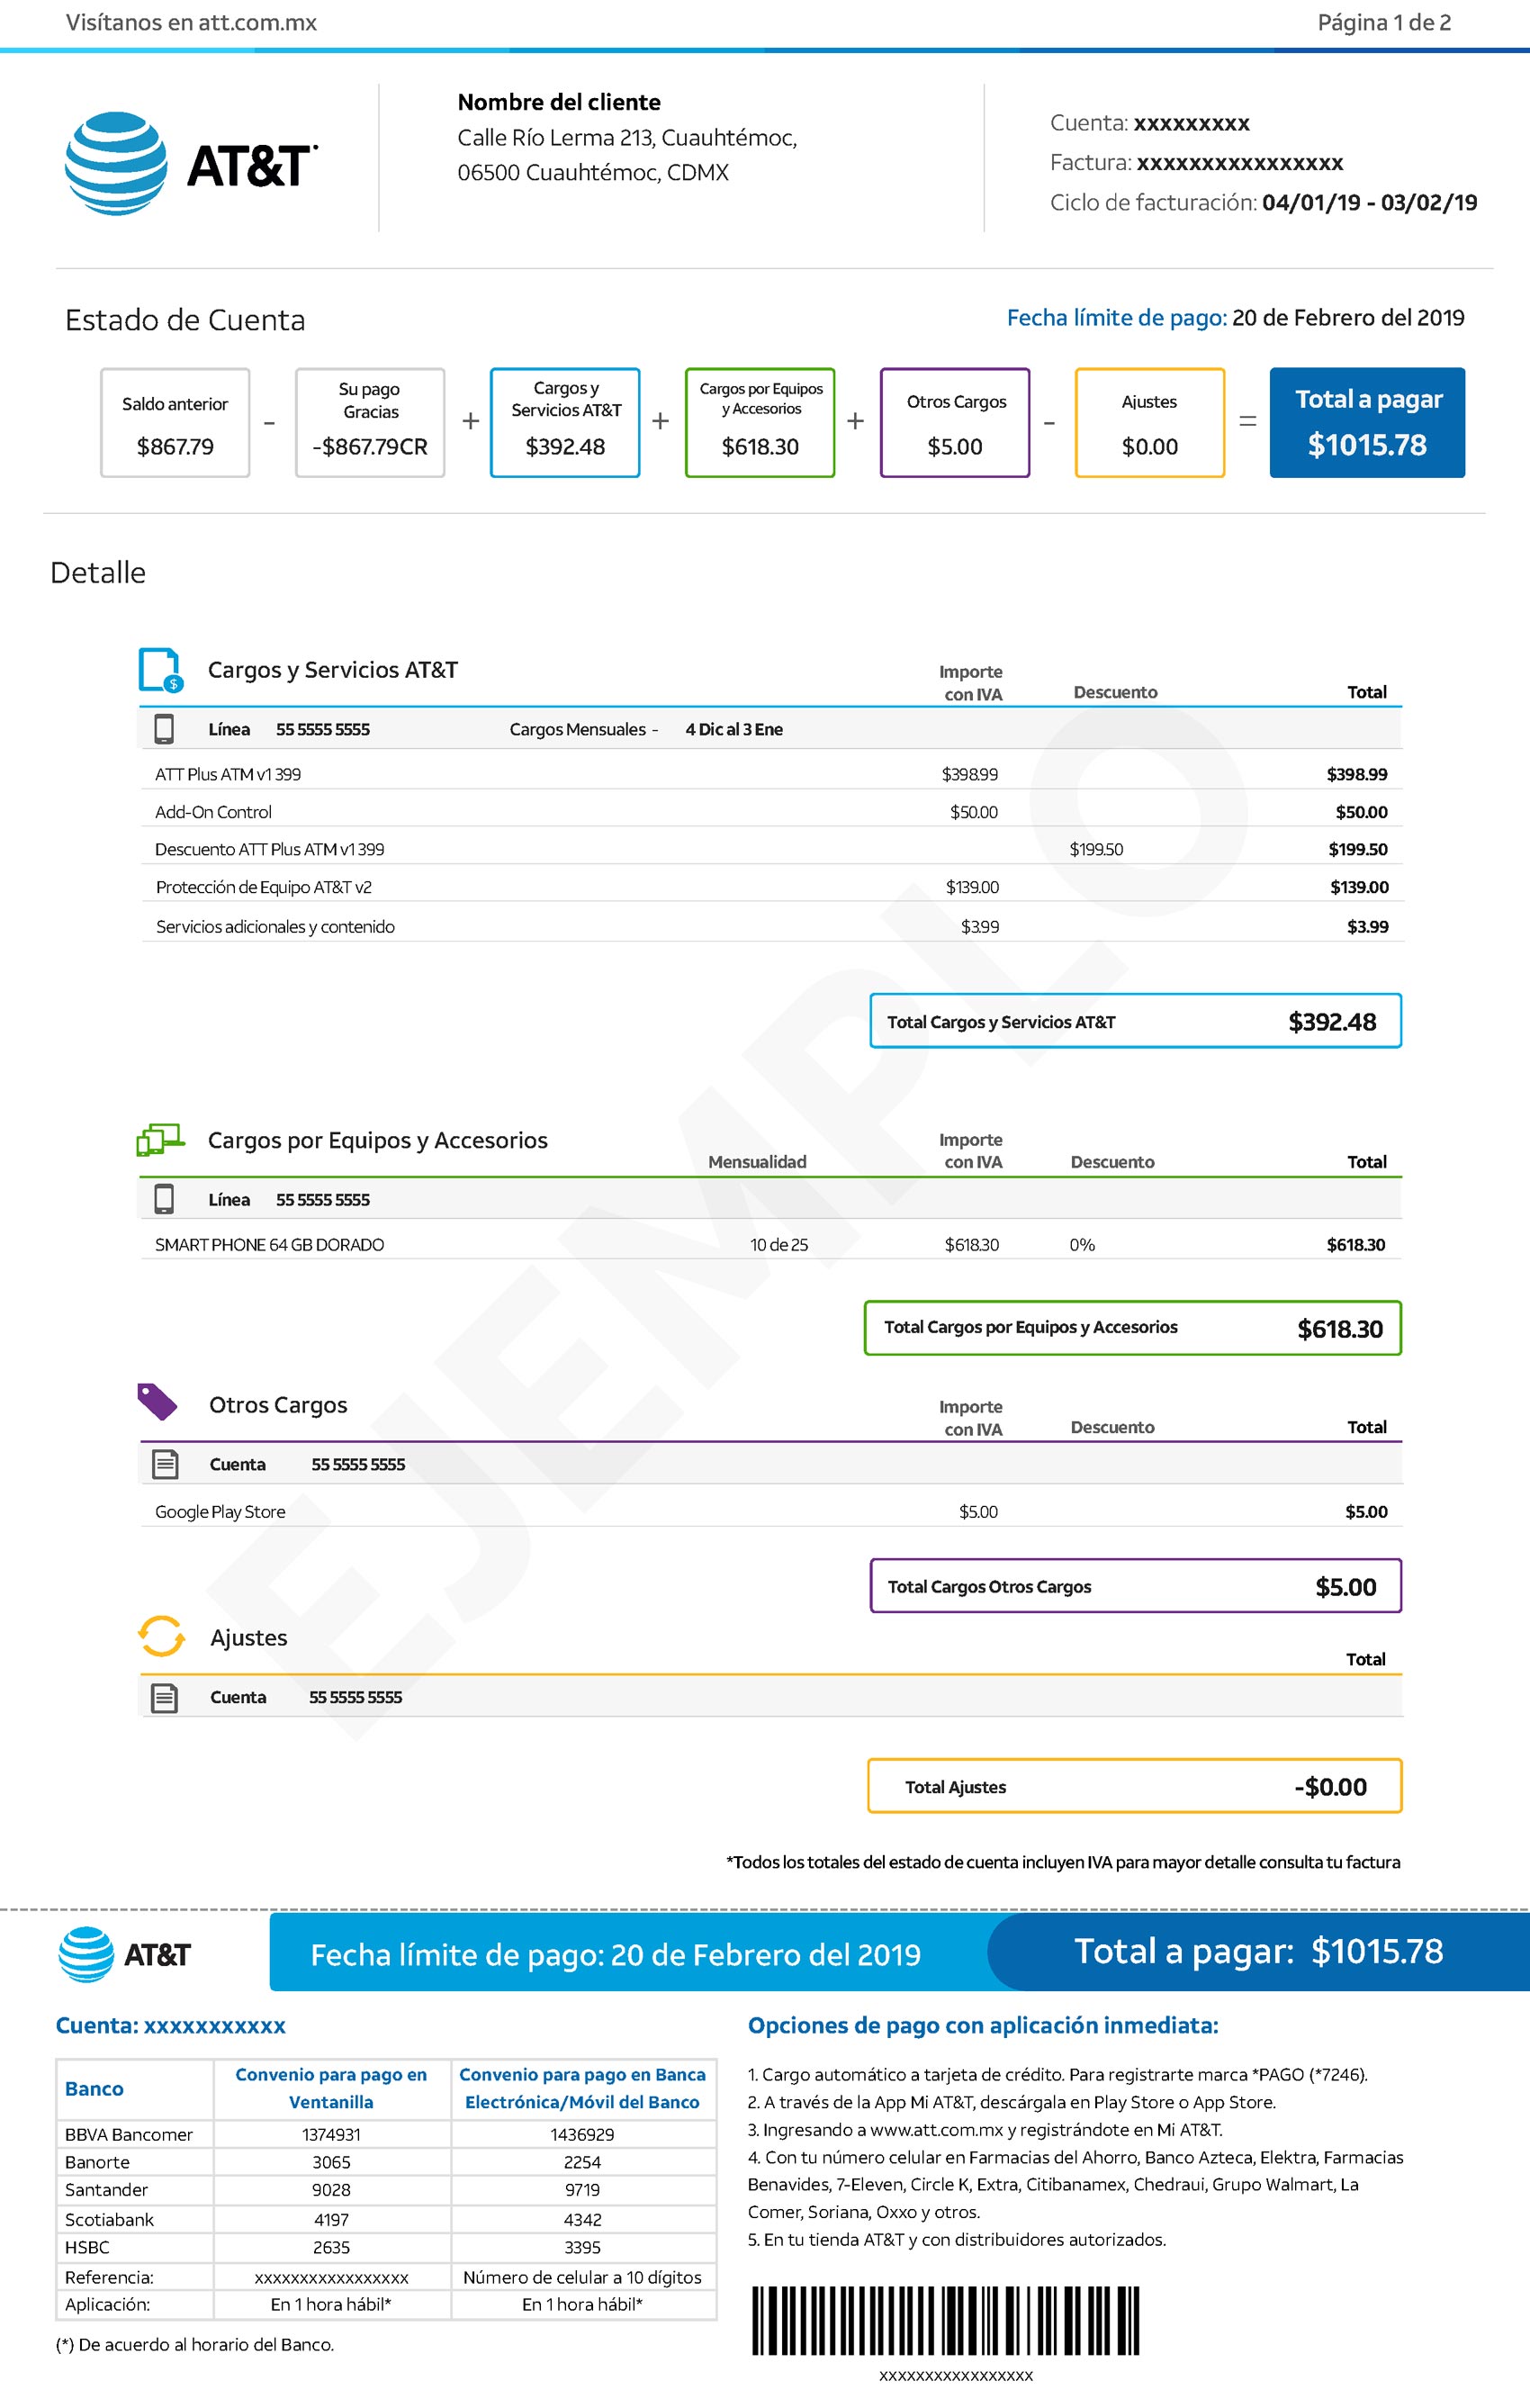 Visítanos en att.com.mx
Página 1 de 2
AT&T
Nombre del cliente
Calle Río Lerma 213, Cuauhtémoc,
06500 Cuauhtémoc, CDMX
Cuenta: xxxxxxxxx
Factura: xxxxxxxxxxxxxxxx
Ciclo de facturación: 04/01/19 - 03/02/19
Estado de Cuenta
Fecha límite de pago: 20 de Febrero del 2019
Saldo anterior
$867.79
-
Su pago
Gracias
-$867.79CR
+
Cargos y
Servicios AT&T
$392.48
+
Cargos por Equipos
y Accesorios
$618.30
+
Otros Cargos
$5.00
-
Ajustes
$0.00
=
Total a pagar
$1015.78
Detalle
Cargos y Servicios AT&T
Importe
con IVA
Descuento
Total
Línea 55 5555 5555 Cargos Mensuales - 4 Dic al 3 Ene
ATT Plus ATM v1 399 $398.99 $398.99
Add-On Control $50.00 $50.00
Descuento ATT Plus ATM v1 399 $199.50 $199.50
Protección de Equipo AT&T v2 $139.00 $139.00
Servicios adicionales y contenido $3.99 $3.99
Total Cargos y Servicios AT&T $392.48
Cargos por Equipos y Accesorios
Mensualidad
Importe
con IVA
Descuento
Total
Línea 55 5555 5555
SMART PHONE 64 GB DORADO 10 de 25 $618.30 0% $618.30
Total Cargos por Equipos y Accesorios $618.30
Otros Cargos
Importe
con IVA
Descuento
Total
Cuenta 55 5555 5555
Google Play Store $5.00 $5.00
Total Cargos Otros Cargos $5.00
Ajustes
Total
Cuenta 55 5555 5555
Total Ajustes -$0.00
EJEMPLO
*Todos los totales del estado de cuenta incluyen IVA para mayor detalle consulta tu factura
AT&T
Fecha límite de pago: 20 de Febrero del 2019
Total a pagar: $1015.78
Cuenta: xxxxxxxxxxx
Banco
Convenio para pago en
Ventanilla
Convenio para pago en Banca
Electrónica/Móvil del Banco
BBVA Bancomer 1374931 1436929
Banorte 3065 2254
Santander 9028 9719
Scotiabank 4197 4342
HSBC 2635 3395
Referencia: xxxxxxxxxxxxxxxxx Número de celular a 10 dígitos
Aplicación: En 1 hora hábil* En 1 hora hábil*
(*) De acuerdo al horario del Banco.
Opciones de pago con aplicación inmediata:
1. Cargo automático a tarjeta de crédito. Para registrarte marca *PAGO (*7246).
2. A través de la App Mi AT&T, descárgala en Play Store o App Store.
3. Ingresando a www.att.com.mx y registrándote en Mi AT&T.
4. Con tu número celular en Farmacias del Ahorro, Banco Azteca, Elektra, Farmacias
Benavides, 7-Eleven, Circle K, Extra, Citibanamex, Chedraui, Grupo Walmart, La
Comer, Soriana, Oxxo y otros.
5. En tu tienda AT&T y con distribuidores autorizados.
xxxxxxxxxxxxxxxxx